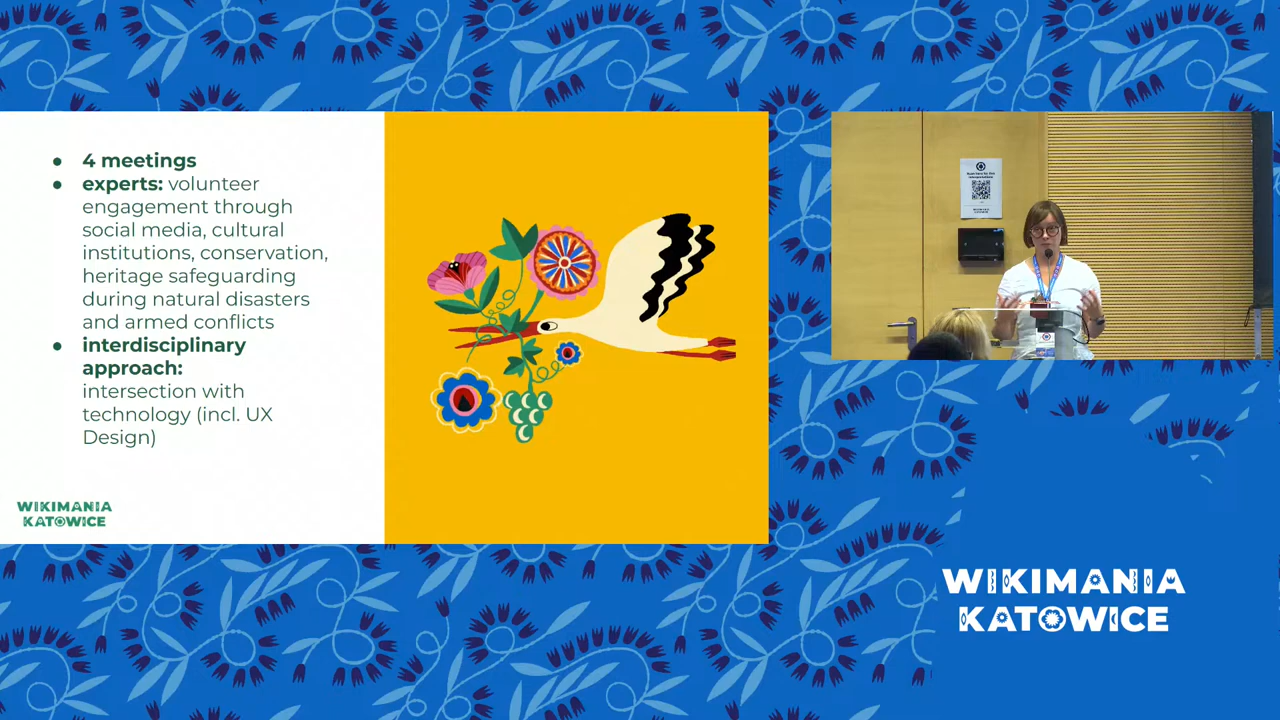 ● 4 meetings
● experts: volunteer
engagement through
social media, cultural
institutions, conservation,
heritage safeguarding
during natural disasters
and armed conflicts
● interdisciplinary
approach:
intersection with
technology (incl. UX
Design)
WIKIMANIA
KATOWICE
WIKIMANIA
KATOWICE